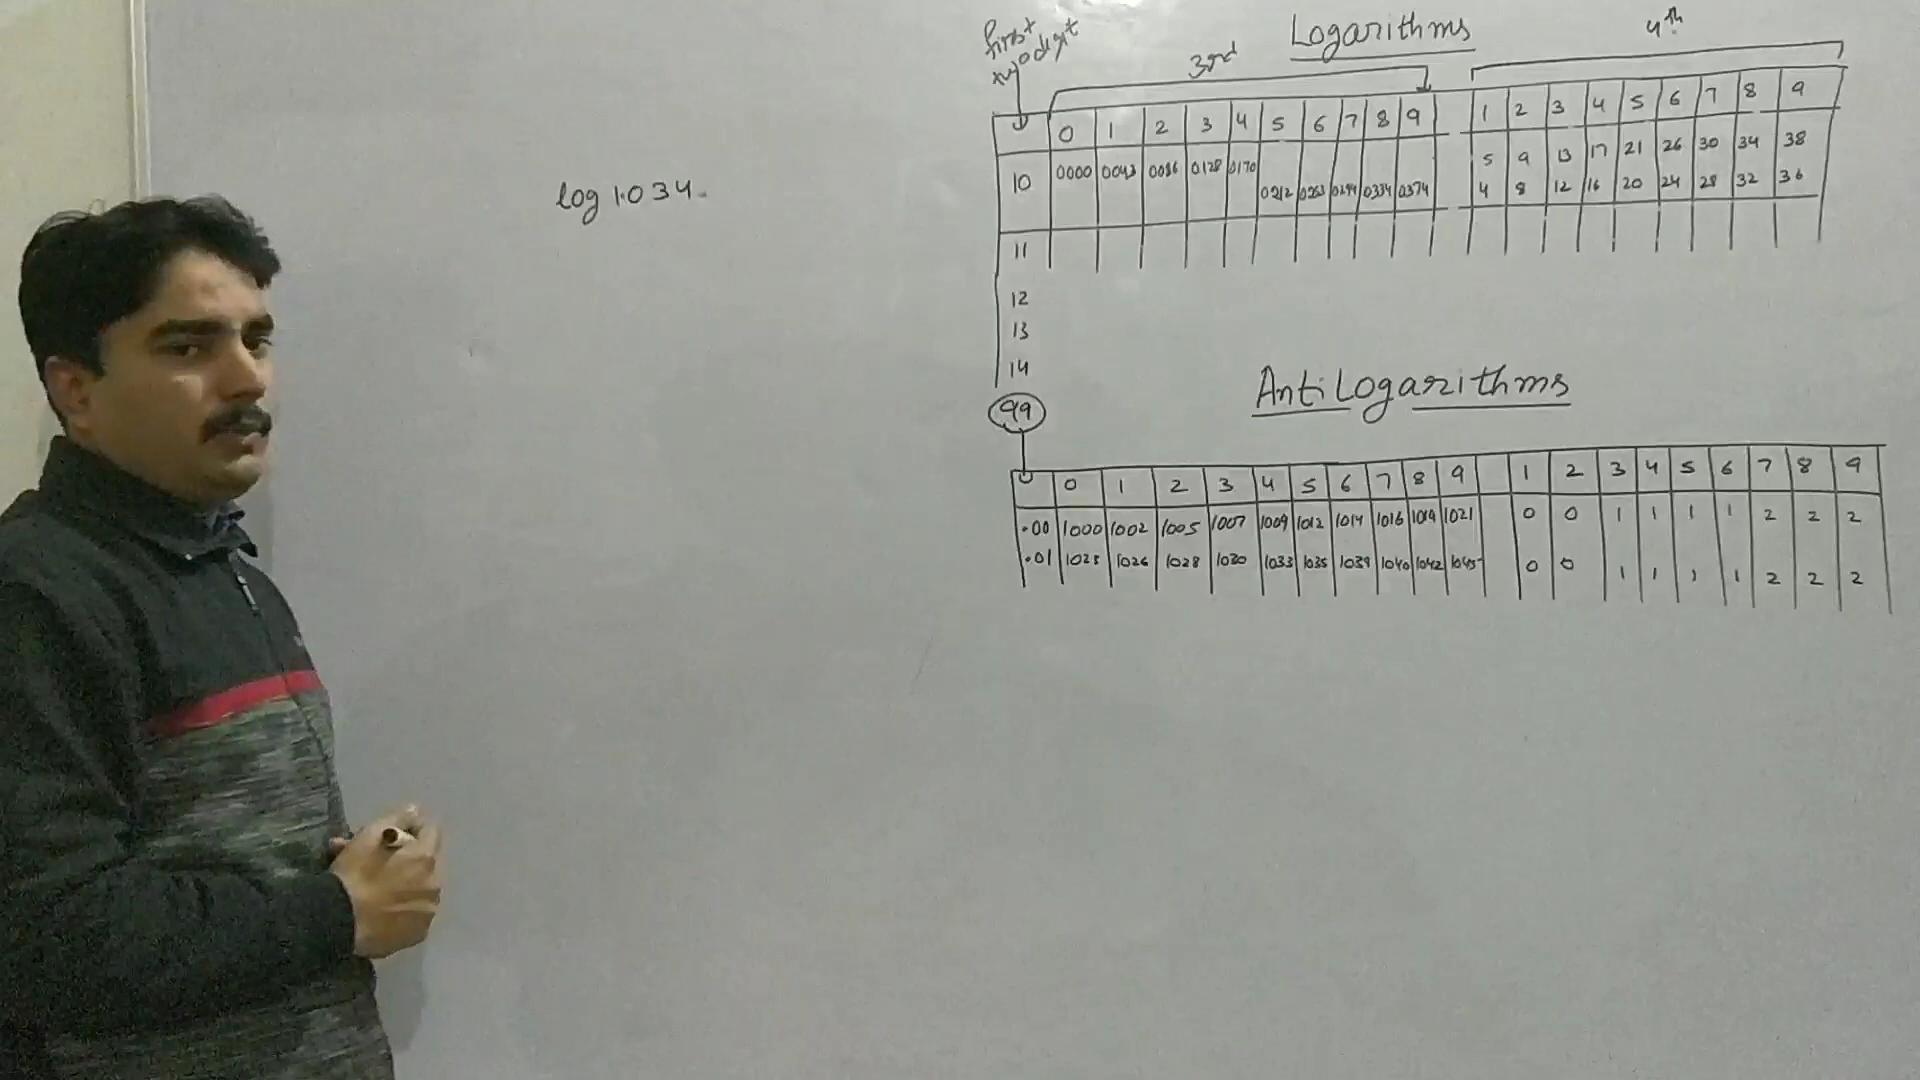 first
two digit
3rd
Logarithms
4th
0 1 2 3 4 5 6 7 8 9 1 2 3 4 5 6 7 8 9
10 0000 0043 0086 0.128 0170 0212 0253 0294 0334 0374
5 9 13 17 21 26 30 34 38
4 8 12 16 20 24 28 32 36
11
12
13
14
99
log 1.034.
AntiLogarithms
0 1 2 3 4 5 6 7 8 9 1 2 3 4 5 6 7 8 9
.00 1000 1002 1005 1007 1009 1012 1014 1016 1019 1021 0 0 1 1 1 1 2 2 2
.01 1023 1026 1028 1030 1033 1035 1038 1040 1042 1045 0 0 1 1 1 1 2 2 2